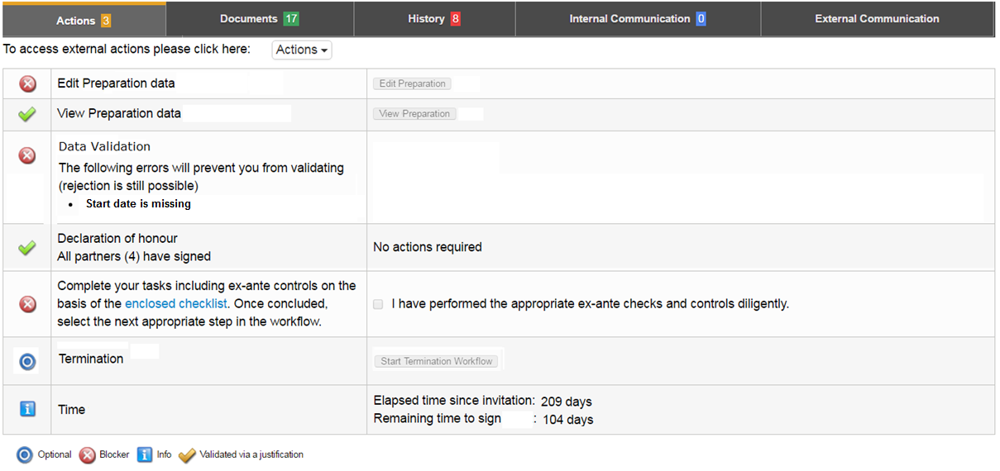 Actions 3 Documents 17 History 8 Internal Communication 0 External Communication
To access external actions please click here: Actions
Edit Preparation data Edit Preparation
View Preparation data View Preparation
Data Validation
The following errors will prevent you from validating
(rejection is still possible)
• Start date is missing
Declaration of honour
All partners (4) have signed
No actions required
Complete your tasks including ex-ante controls on the
basis of the enclosed checklist. Once concluded,
select the next appropriate step in the workflow.
I have performed the appropriate ex-ante checks and controls diligently.
Termination Start Termination Workflow
Time
Elapsed time since invitation: 209 days
Remaining time to sign : 104 days
Optional Blocker Info Validated via a justification